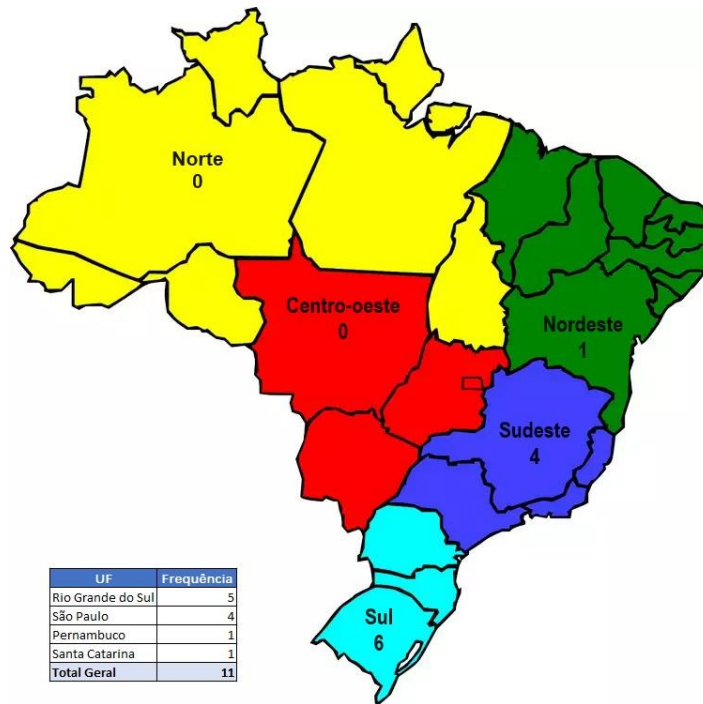 Norte
0
Centro-oeste
0
Nordeste
1
Sudeste
4
Sul
6
UF Frequência
Rio Grande do Sul 5
São Paulo 4
Pernambuco 1
Santa Catarina 1
Total Geral 11